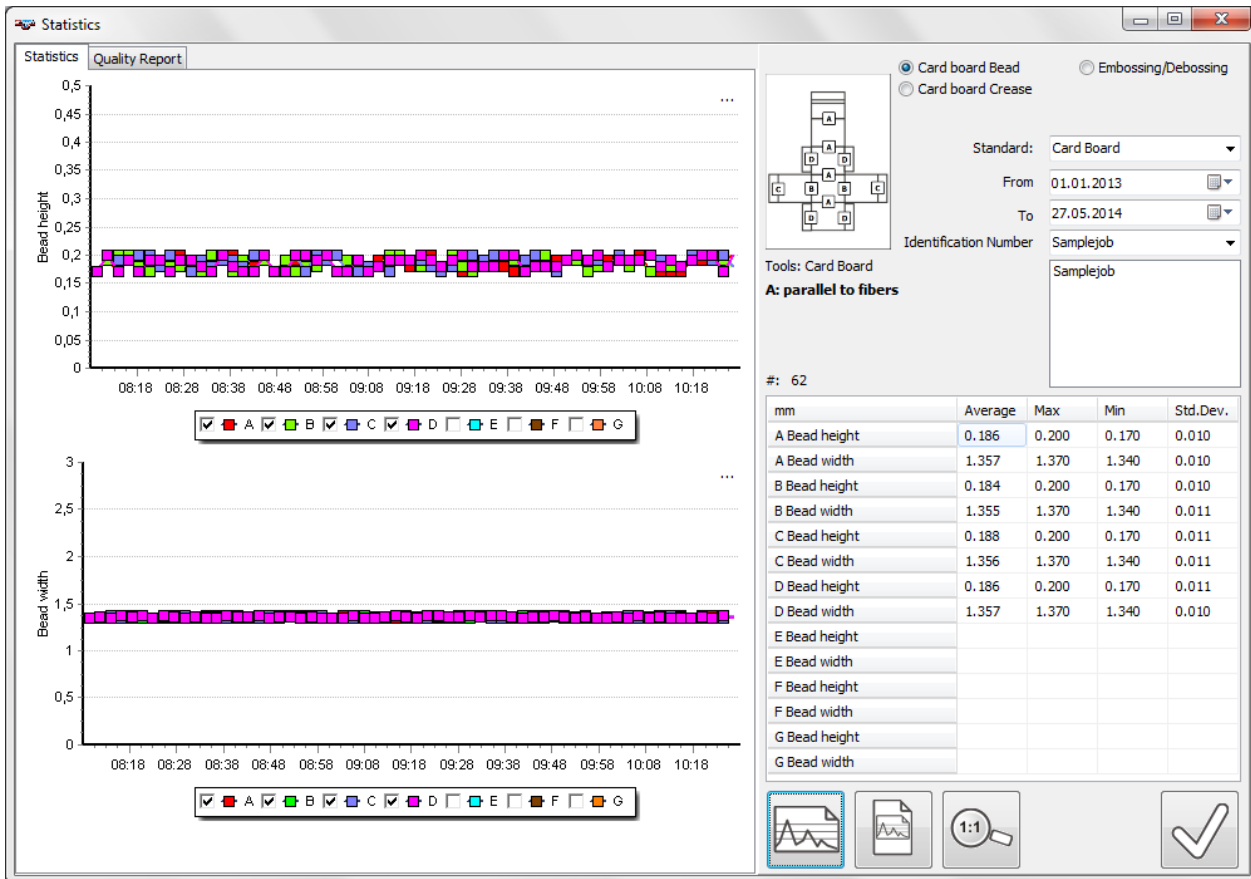 Statistics
Statistics Quality Report
0,5
0,45
0,4
0,35
0,3
0,25
0,2
0,15
0,1
0,05
0
Bead height
...
08:18 08:28 08:38 08:48 08:58 09:08 09:18 09:28 09:38 09:48 09:58 10:08 10:18
A B C D E F G
3
2,5
2
1,5
1
0,5
0
Bead width
...
08:18 08:28 08:38 08:48 08:58 09:08 09:18 09:28 09:38 09:48 09:58 10:08 10:18
A B C D E F G
Card board Bead Embossing/Debossing
Card board Crease
A
A
D D
A
C B B C
A
D D
Standard: Card Board
From 01.01.2013
To 27.05.2014
Identification Number Samplejob
Samplejob
Tools: Card Board
A: parallel to fibers
#: 62
mm Average Max Min Std.Dev.
A Bead height 0.186 0.200 0.170 0.010
A Bead width 1.357 1.370 1.340 0.010
B Bead height 0.184 0.200 0.170 0.010
B Bead width 1.355 1.370 1.340 0.011
C Bead height 0.188 0.200 0.170 0.011
C Bead width 1.356 1.370 1.340 0.011
D Bead height 0.186 0.200 0.170 0.011
D Bead width 1.357 1.370 1.340 0.010
E Bead height
E Bead width
F Bead height
F Bead width
G Bead height
G Bead width
1:1